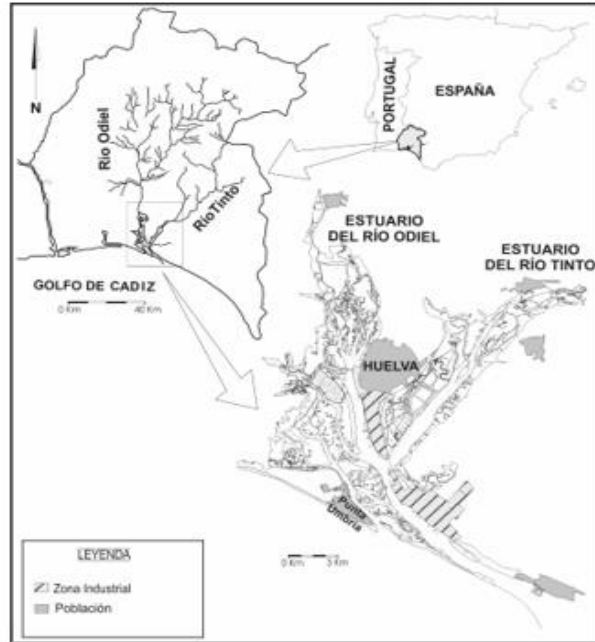 N
Río Odiel
Río Tinto
GOLFO DE CADIZ
0 Km 40 Km
PORTUGAL
ESPAÑA
ESTUARIO
DEL RÍO ODIEL
ESTUARIO
DEL RÍO TINTO
HUELVA
Punta
Umbría
0 Km 3 Km
LEYENDA
Zona Industrial
Población